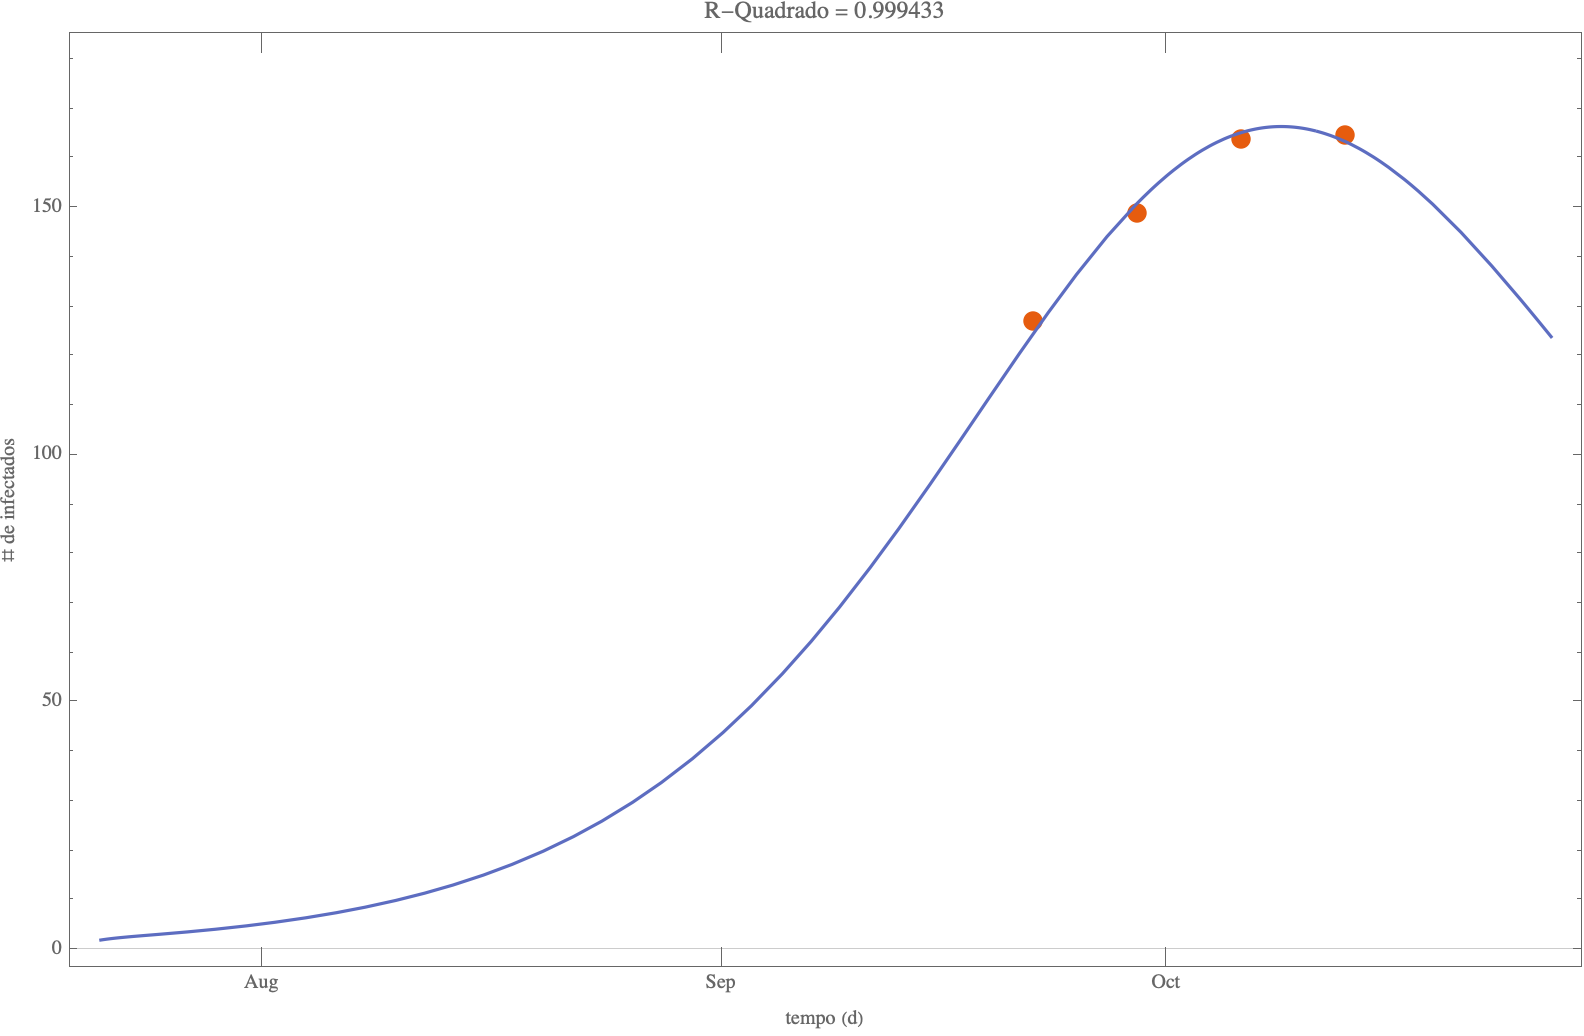 R-Quadrado = 0.999433
150
100
50
0
# de infectados
Aug
Sep
Oct
tempo (d)